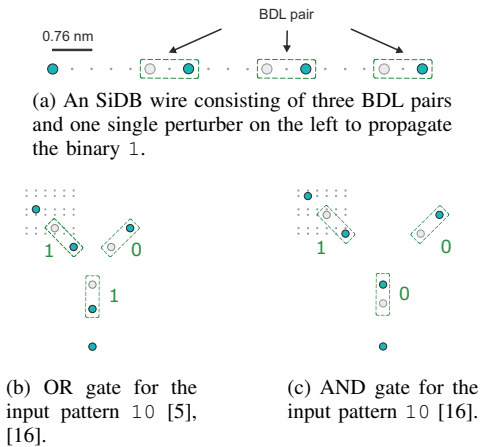 BDL pair
0.76 nm
(a) An SiDB wire consisting of three BDL pairs
and one single perturber on the left to propagate
the binary 1.
1
0
1
1
0
0
(b) OR gate for the
input pattern 10 [5],
[16].
(c) AND gate for the
input pattern 10 [16].